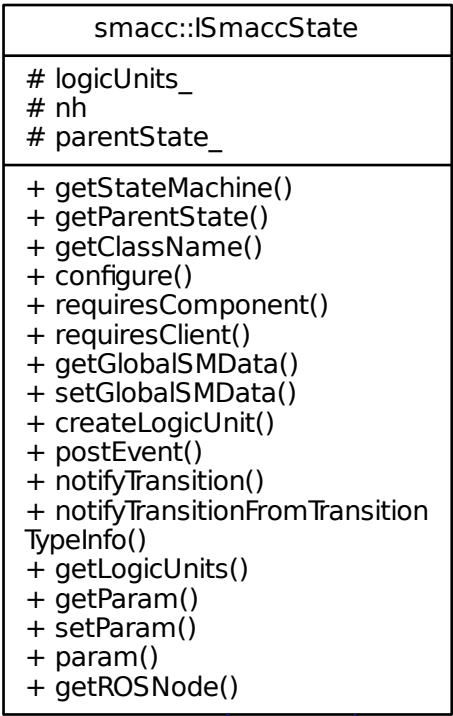 smacc::ISmaccState
# logicUnits_
# nh
# parentState_
+ getStateMachine()
+ getParentState()
+ getClassName()
+ configure()
+ requiresComponent()
+ requiresClient()
+ getGlobalSMData()
+ setGlobalSMData()
+ createLogicUnit()
+ postEvent()
+ notifyTransition()
+ notifyTransitionFromTransition
TypeInfo()
+ getLogicUnits()
+ getParam()
+ setParam()
+ param()
+ getROSNode()